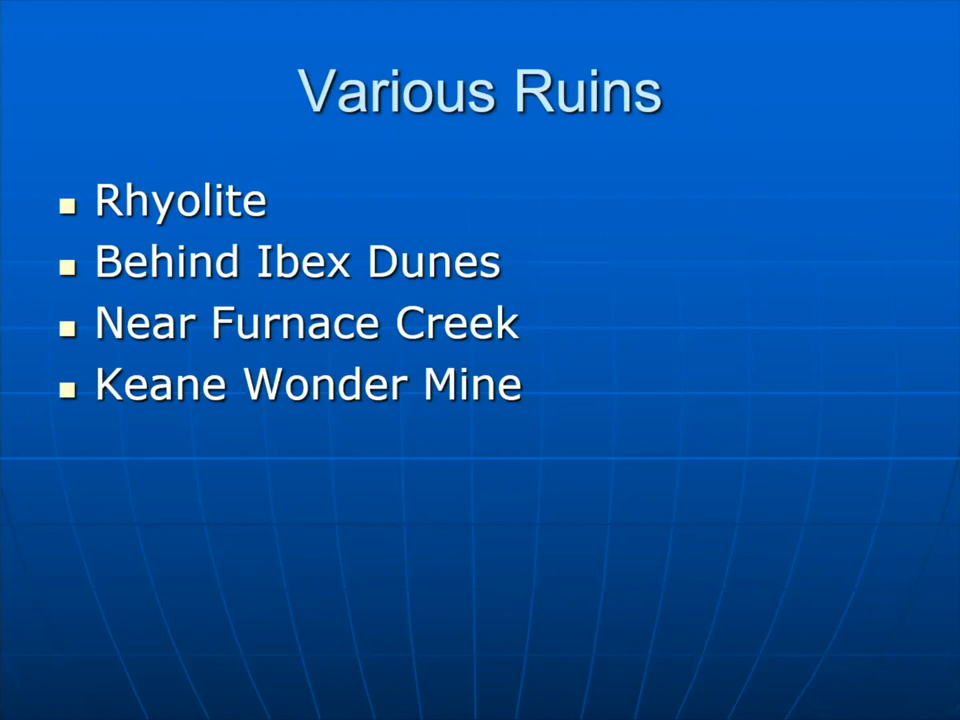 Various Ruins
Rhyolite
Behind Ibex Dunes
Near Furnace Creek
Keane Wonder Mine